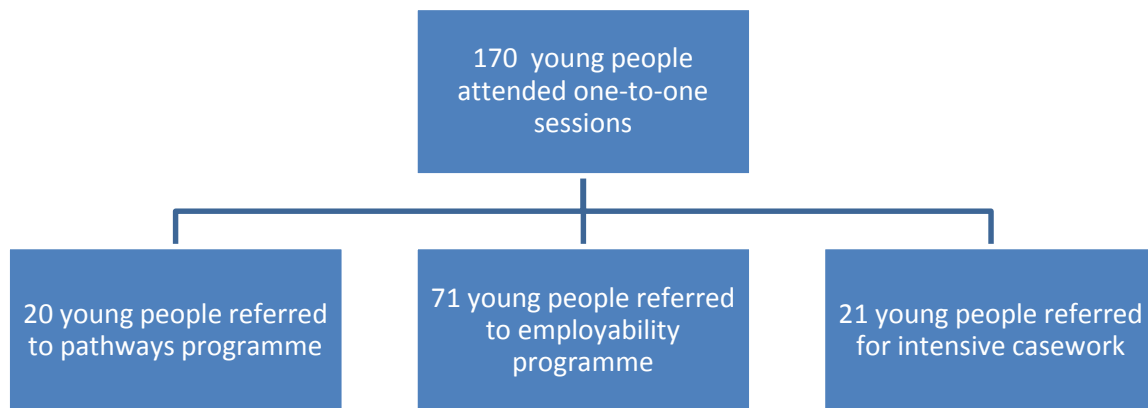 170  young people
attended one-to-one
sessions
20 young people referred
to pathways programme
71 young people referred
to employability
programme
21 young people referred
for intensive casework